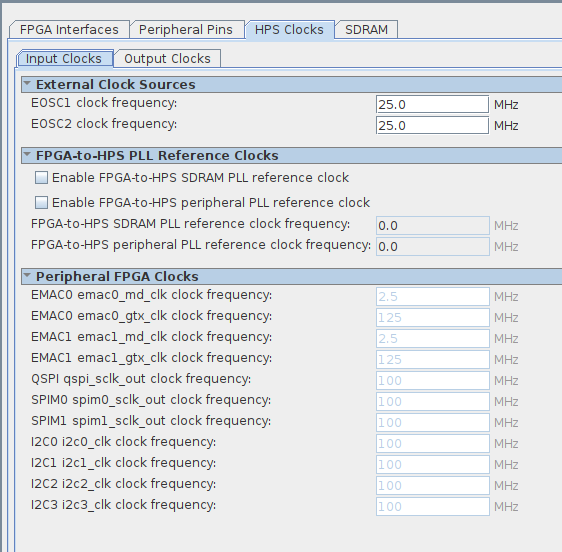 FPGA Interfaces Peripheral Pins HPS Clocks SDRAM
Input Clocks Output Clocks
External Clock Sources
EOSC1 clock frequency: 25.0 MHz
EOSC2 clock frequency: 25.0 MHz
FPGA-to-HPS PLL Reference Clocks
Enable FPGA-to-HPS SDRAM PLL reference clock
Enable FPGA-to-HPS peripheral PLL reference clock
FPGA-to-HPS SDRAM PLL reference clock frequency: 0.0 MHz
FPGA-to-HPS peripheral PLL reference clock frequency: 0.0 MHz
Peripheral FPGA Clocks
EMAC0 emac0_md_clk clock frequency: 2.5 MHz
EMAC0 emac0_gtx_clk clock frequency: 125 MHz
EMAC1 emac1_md_clk clock frequency: 2.5 MHz
EMAC1 emac1_gtx_clk clock frequency: 125 MHz
QSPI qspi_sclk_out clock frequency: 100 MHz
SPIM0 spim0_sclk_out clock frequency: 100 MHz
SPIM1 spim1_sclk_out clock frequency: 100 MHz
I2C0 i2c0_clk clock frequency: 100 MHz
I2C1 i2c1_clk clock frequency: 100 MHz
I2C2 i2c2_clk clock frequency: 100 MHz
I2C3 i2c3_clk clock frequency: 100 MHz